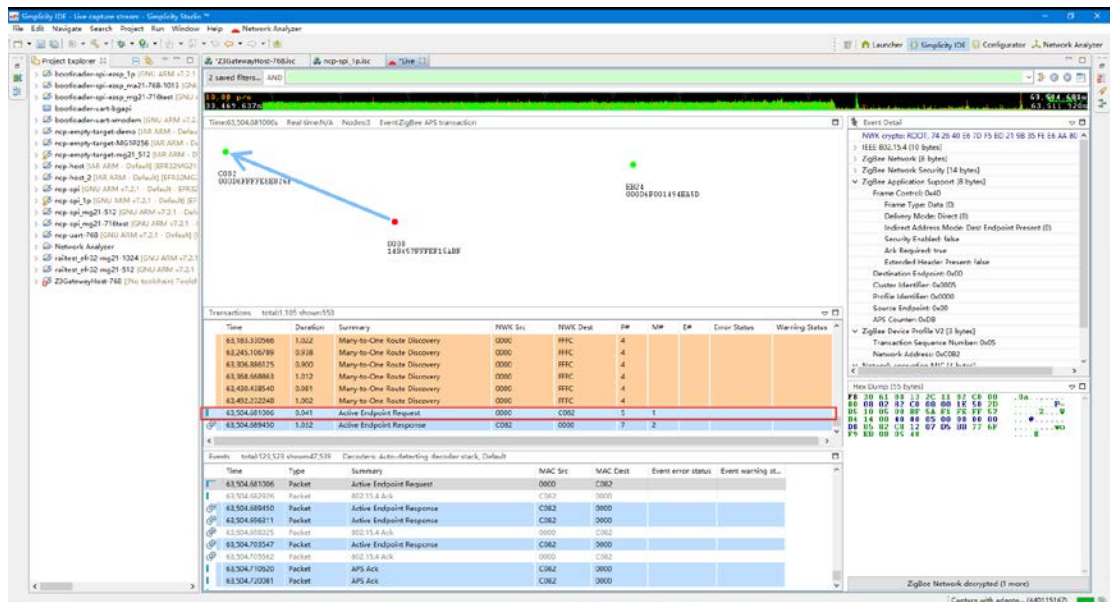 Simplicity IDE - Live capture stream - Simplicity Studio ™
File Edit Navigate Search Project Run Window Help Network Analyzer
Launcher Simplicity IDE Configurator Network Analyzer
Project Explorer
*Z3GatewayHost-768.isc ncp-spi_1p.isc *Live
bootloader-spi-ezsp_1p [GNU ARM v7.2.1
bootloader-spi-ezsp_mg21-768-1013 [GNU
bootloader-spi-ezsp_mg21-716test [GNU
bootloader-uart-bgapi
bootloader-uart-xmodem [GNU ARM v7.2.
ncp-empty-target-demo [IAR ARM - Defau
ncp-empty-target-MG1P256 [IAR ARM - De
ncp-empty-target-mg21_512 [IAR ARM - D
ncp-host [IAR ARM - Default] [EFR32MG21
ncp-host_2 [IAR ARM - Default] [EFR32MG
ncp-spi [GNU ARM v7.2.1 - Default] [EFR32
ncp-spi_1p [GNU ARM v7.2.1 - Default] [EF
ncp-spi_mg21-512 [GNU ARM v7.2.1 - Def
ncp-spi_mg21-716test [GNU ARM v7.2.1 -
ncp-uart-768 [GNU ARM v7.2.1 - Default] [
Network Analyzer
railtest_efr32-mg21-1024 [GNU ARM v7.2.1
railtest_efr32-mg21-512 [GNU ARM v7.2.1
Z3GatewayHost-768 [[No toolchain] Toolch
2 saved filters... AND
Time:63,504.681000s Real time:N/A Nodes:3 Event:ZigBee APS transaction
C082
0000
EB24
000D6F001494EA5D
Transactions total:1,105 shown:553
Time Duration Summary NWK Src NWK Dest P# M# E# Error Status Warning Status
63,183.330566 1.022 Many-to-One Route Discovery 0000 FFFC 4
63,245.106789 0.938 Many-to-One Route Discovery 0000 FFFC 4
63,306.886125 0.900 Many-to-One Route Discovery 0000 FFFC 4
63,368.668863 1.012 Many-to-One Route Discovery 0000 FFFC 4
63,430.438540 0.981 Many-to-One Route Discovery 0000 FFFC 4
63,492.232248 1.002 Many-to-One Route Discovery 0000 FFFC 4
63,504.681006 0.041 Active Endpoint Request 0000 C082 5 1
63,504.689450 1.032 Active Endpoint Response C082 0000 7 2
Events total:123,523 shown:47,539 Decoders: Auto-detecting decoder stack, Default
Time Type Summary MAC Src MAC Dest Event error status Event warning st...
63,504.681006 Packet Active Endpoint Request 0000 C082
63,504.682926 Packet 802.15.4 Ack C082 0000
63,504.689450 Packet Active Endpoint Response C082 0000
63,504.696311 Packet Active Endpoint Response C082 0000
63,504.698325 Packet 802.15.4 Ack 0000 C082
63,504.703547 Packet Active Endpoint Response C082 0000
63,504.705562 Packet 802.15.4 Ack 0000 C082
63,504.710620 Packet APS Ack C082 0000
63,504.720081 Packet APS Ack C082 0000
Event Detail
NWK crypto: ROOT, 74 26 40 E6 7D F5 ED 21 9B 35 FE E6 AA 8C
IEEE 802.15.4 [10 bytes]
ZigBee Network [8 bytes]
ZigBee Network Security [14 bytes]
ZigBee Application Support [8 bytes]
Frame Control: 0x40
Frame Type: Data (0)
Delivery Mode: Direct (0)
Indirect Address Mode: Dest Endpoint Present (0)
Security Enabled: false
Ack Required: true
Extended Header Present: false
Destination Endpoint: 0x00
Cluster Identifier: 0x0005
Profile Identifier: 0x0000
Source Endpoint: 0x00
APS Counter: 0xDB
ZigBee Device Profile V2 [3 bytes]
Transaction Sequence Number: 0x05
Network Address: 0xC082
Hex Dump [55 bytes]
ZigBee Network decrypted (1 more)